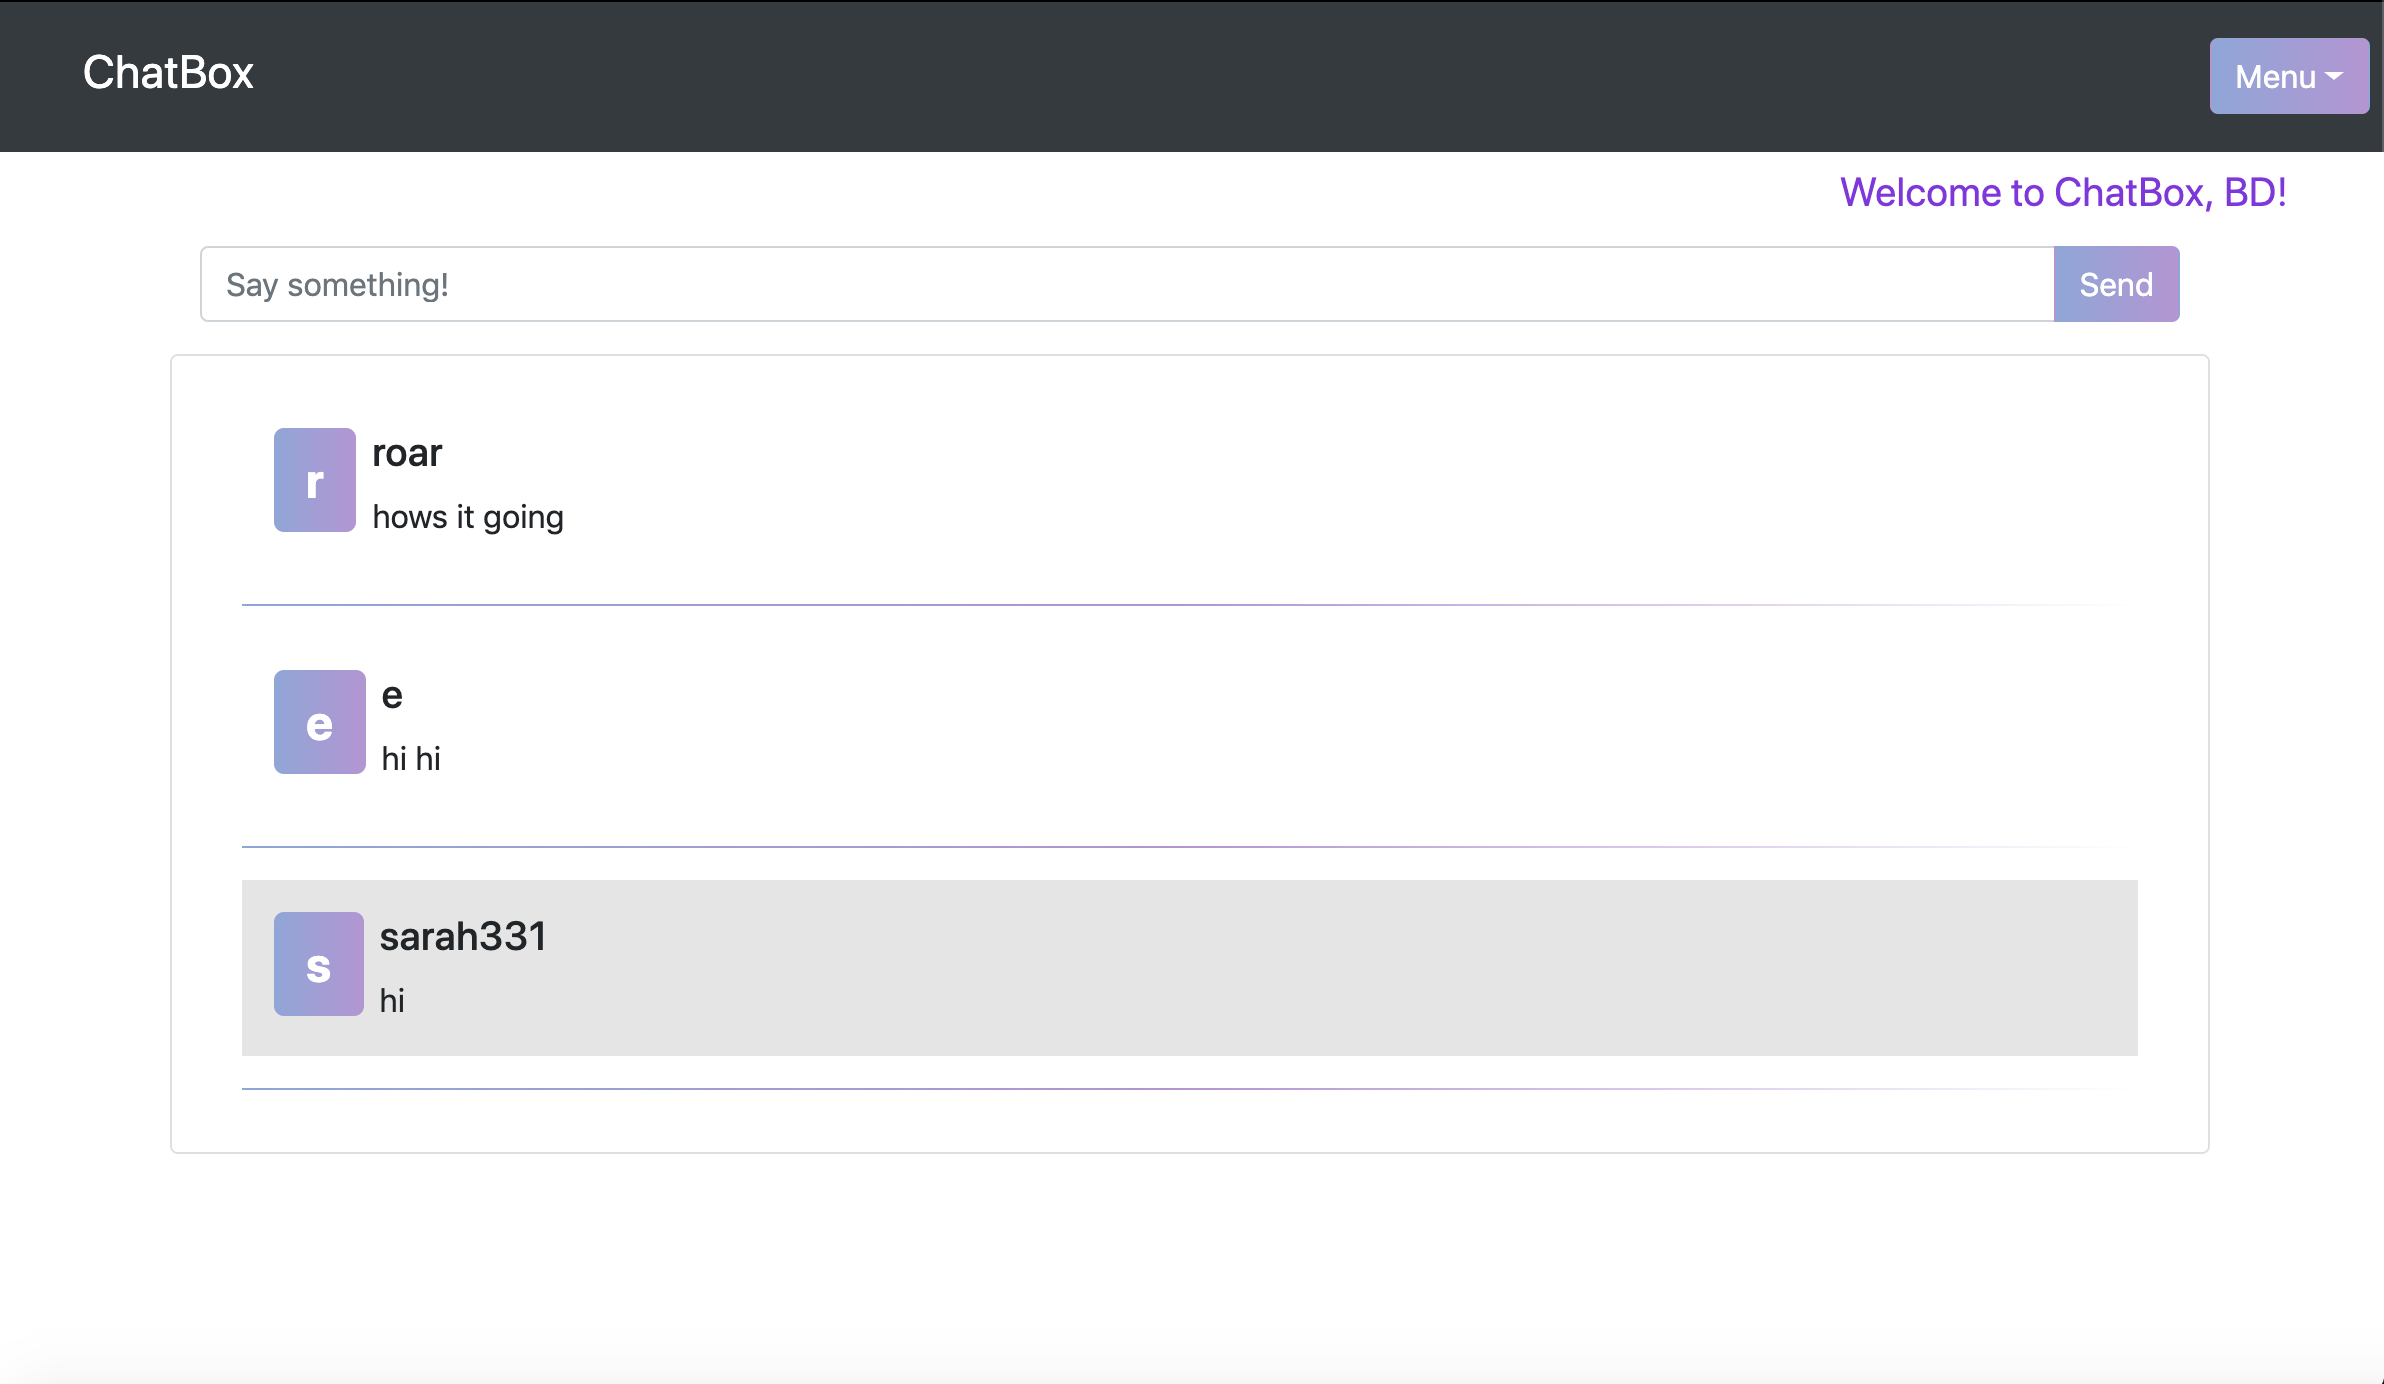 ChatBox
Menu
Welcome to ChatBox, BD!
Say something!
Send
r
roar
hows it going
e
e
hi hi
s
sarah331
hi